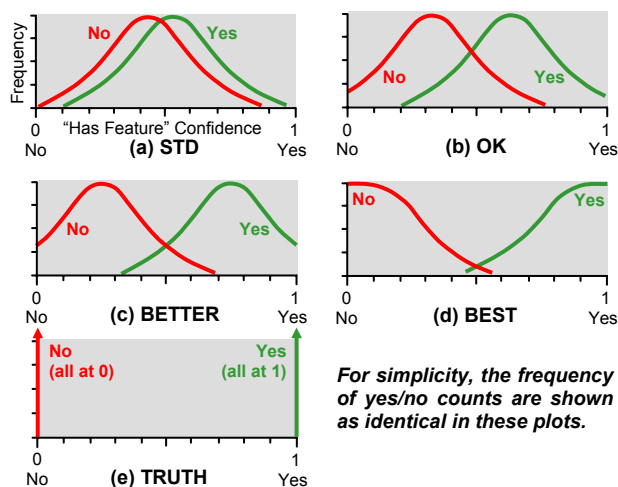 Frequency
No
Yes
0
"Has Feature" Confidence
1
No
(a) STD
Yes
No
Yes
0
1
No
(b) OK
Yes
No
Yes
0
1
No
(c) BETTER
Yes
No
Yes
0
1
No
(d) BEST
Yes
No
(all at 0)
Yes
(all at 1)
0
1
No
(e) TRUTH
Yes
For simplicity, the frequency
of yes/no counts are shown
as identical in these plots.